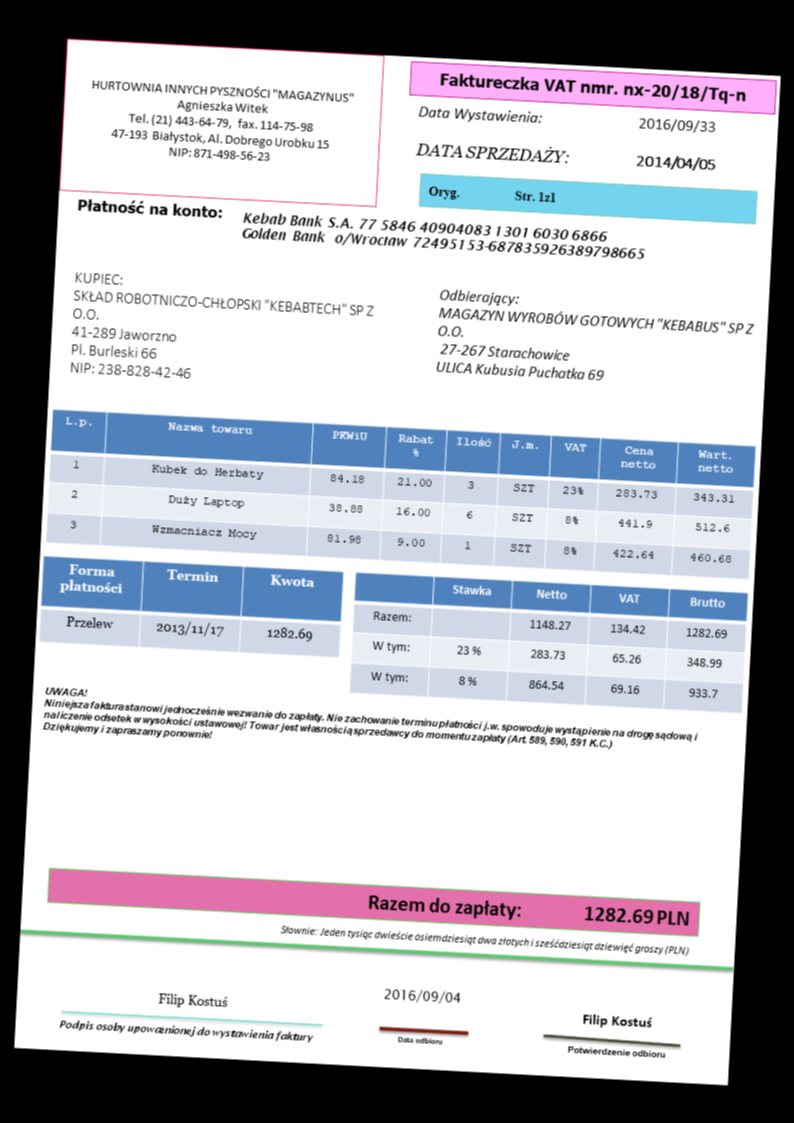 HURTOWNIA INNYCH PYSZNOŚCI "MAGAZYNUS"
Agnieszka Witek
Tel. (21) 443-64-79, fax. 114-75-98
47-193 Białystok, Al. Dobrego Urobku 15
NIP: 871-498-56-23
Faktureczka VAT nmr. nx-20/18/Tq-n
Data Wystawienia: 2016/09/33
DATA SPRZEDAŻY: 2014/04/05
Oryg. Str. 1z1
Płatność na konto: Kebab Bank S.A. 77 5846 40904083 1301 6030 6866
Golden Bank o/Wrocław 72495153-687835926389798665
KUPIEC:
SKŁAD ROBOTNICZO-CHŁOPSKI "KEBABTECH" SP Z
O.O.
41-289 Jaworzno
Pl. Burleski 66
NIP: 238-828-42-46
Odbierający:
MAGAZYN WYROBÓW GOTOWYCH "KEBABUS" SP Z
O.O.
27-267 Starachowice
ULICA Kubusia Puchatka 69
L.p. Nazwa towaru PKWiU Rabat % Ilość J.m. VAT Cena netto Wart. netto
1 Kubek do Herbaty 84.18 21.00 3 SZT 23% 283.73 343.31
2 Duży Laptop 38.88 16.00 6 SZT 8% 441.9 512.6
3 Wzmacniacz Mocy 81.98 9.00 1 SZT 8% 422.64 460.68
Forma płatności Termin Kwota
Przelew 2013/11/17 1282.69
Stawka Netto VAT Brutto
Razem: 1148.27 134.42 1282.69
W tym: 23 % 283.73 65.26 348.99
W tym: 8 % 864.54 69.16 933.7
UWAGA!
Niniejsza faktura stanowi jednocześnie wezwanie do zapłaty. Nie zachowanie terminu płatności j.w. spowoduje wystąpienie na drogę sądową i
naliczenie odsetek w wysokości ustawowej! Towar jest własnością sprzedawcy do momentu zapłaty (Art. 589, 590, 591 K.C.)
Dziękujemy i zapraszamy ponownie!
Razem do zapłaty: 1282.69 PLN
Słownie: Jeden tysiąc dwieście osiemdziesiąt dwa złotych i sześćdziesiąt dziewięć groszy (PLN)
Filip Kostuś
Podpis osoby upoważnionej do wystawienia faktury
2016/09/04
Data odbioru
Filip Kostuś
Potwierdzenie odbioru